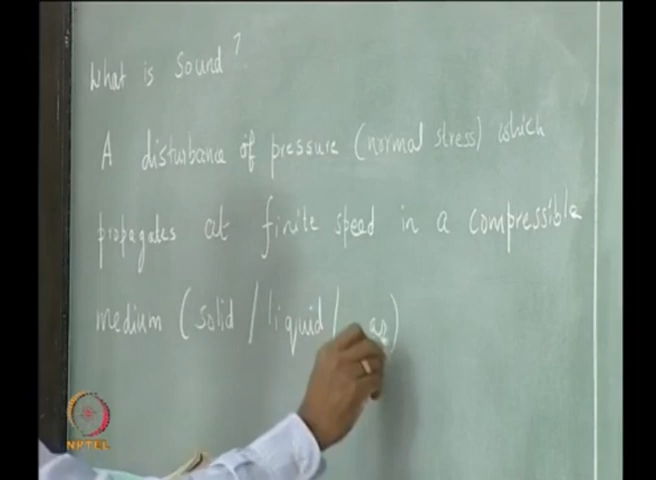 What is Sound?
A disturbance of pressure (normal stress) which
propagates at finite speed in a compressible
medium (solid / liquid /
NPTEL